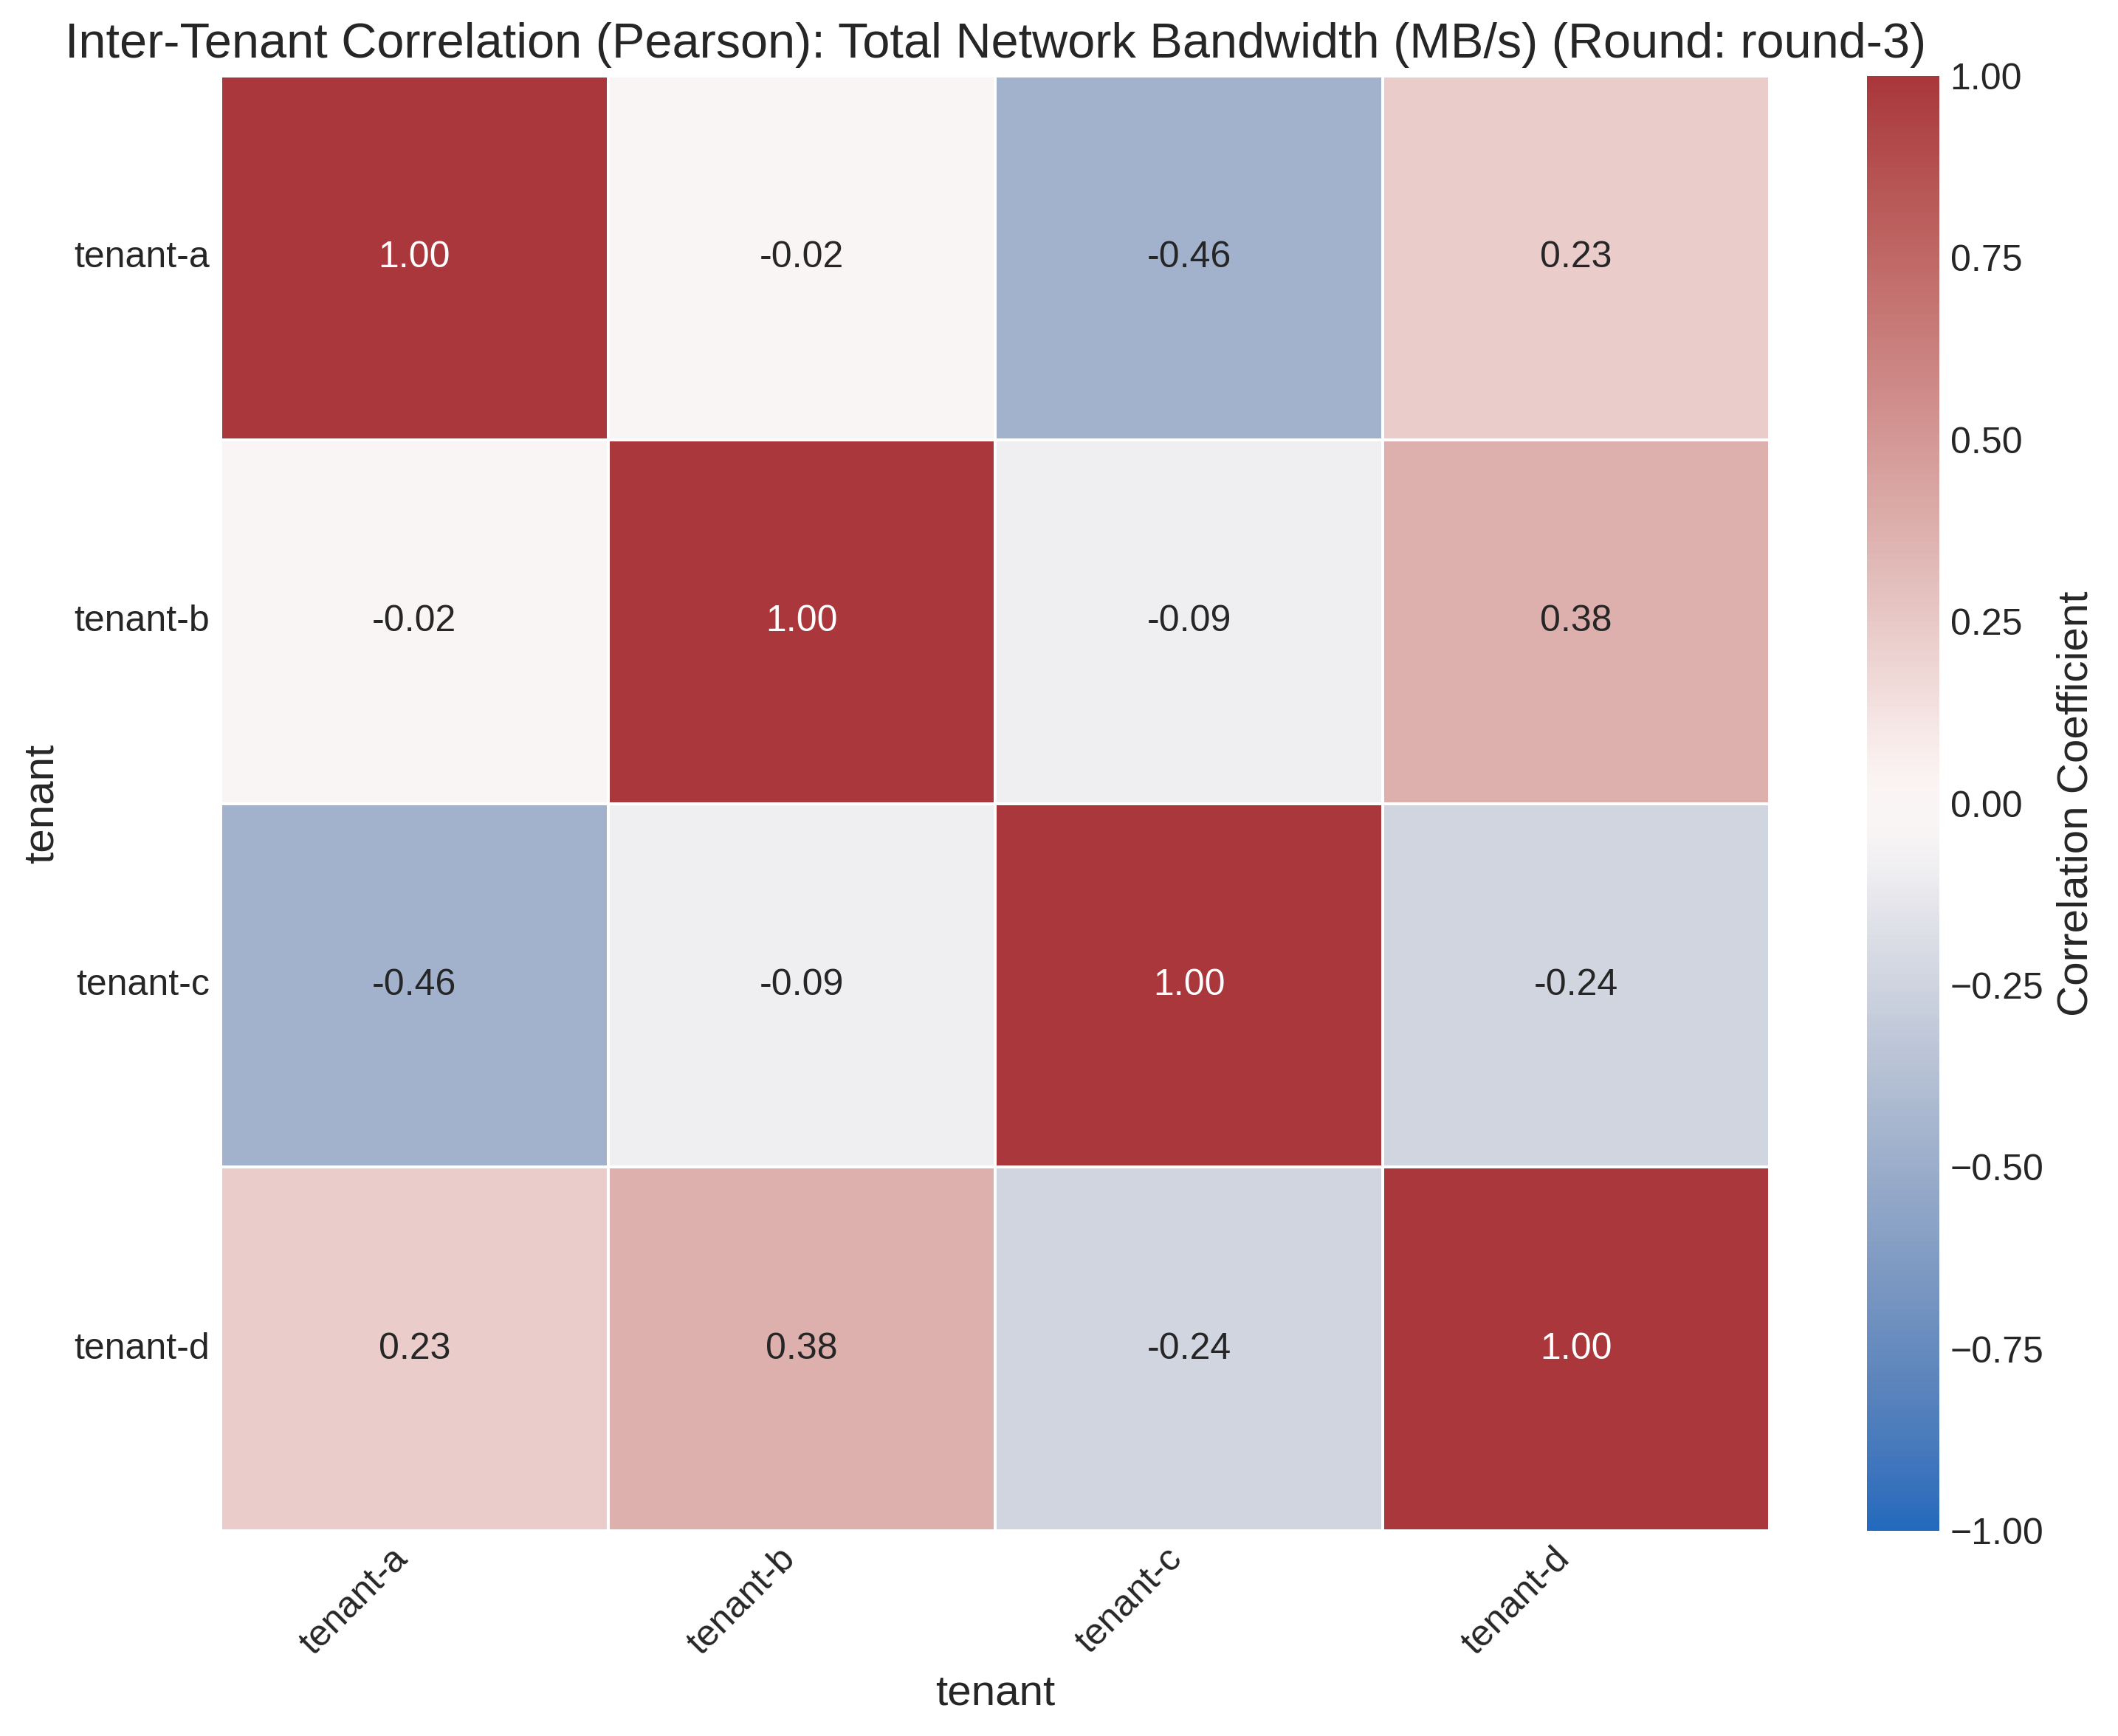 Inter-Tenant Correlation (Pearson): Total Network Bandwidth (MB/s) (Round: round-3)
tenant
tenant-a 1.00 -0.02 -0.46 0.23
tenant-b -0.02 1.00 -0.09 0.38
tenant-c -0.46 -0.09 1.00 -0.24
tenant-d 0.23 0.38 -0.24 1.00
tenant-a tenant-b tenant-c tenant-d
tenant
1.00
0.75
0.50
0.25
0.00
−0.25
−0.50
−0.75
−1.00
Correlation Coefficient